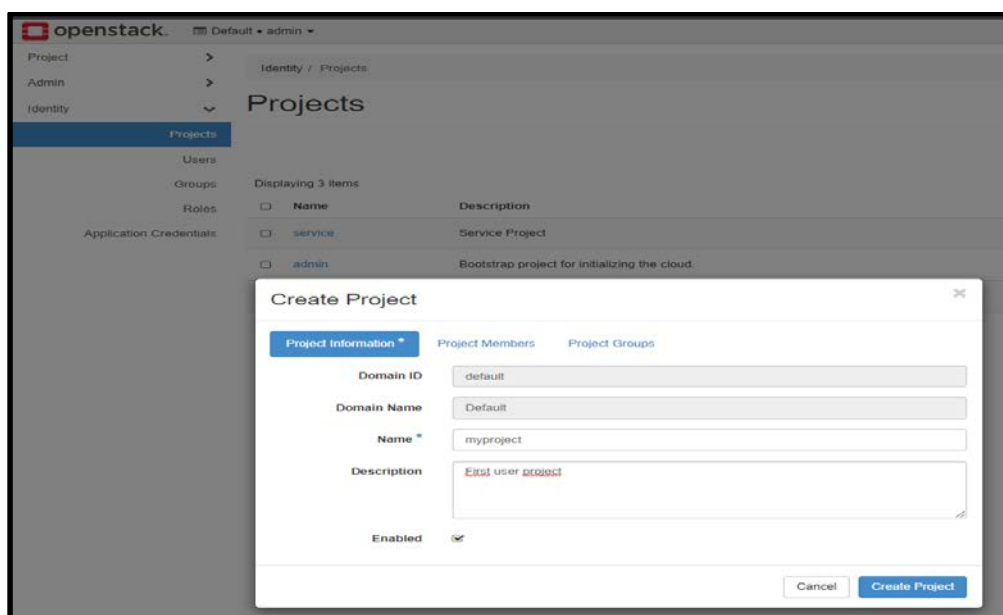 openstack. Default • admin
Project
Admin
Identity
Projects
Users
Groups
Roles
Application Credentials
Identity / Projects
Projects
Displaying 3 items
Name Description
service Service Project
admin Bootstrap project for initializing the cloud.
Create Project
Project Information * Project Members Project Groups
Domain ID default
Domain Name Default
Name * myproject
Description First user project
Enabled
Cancel Create Project